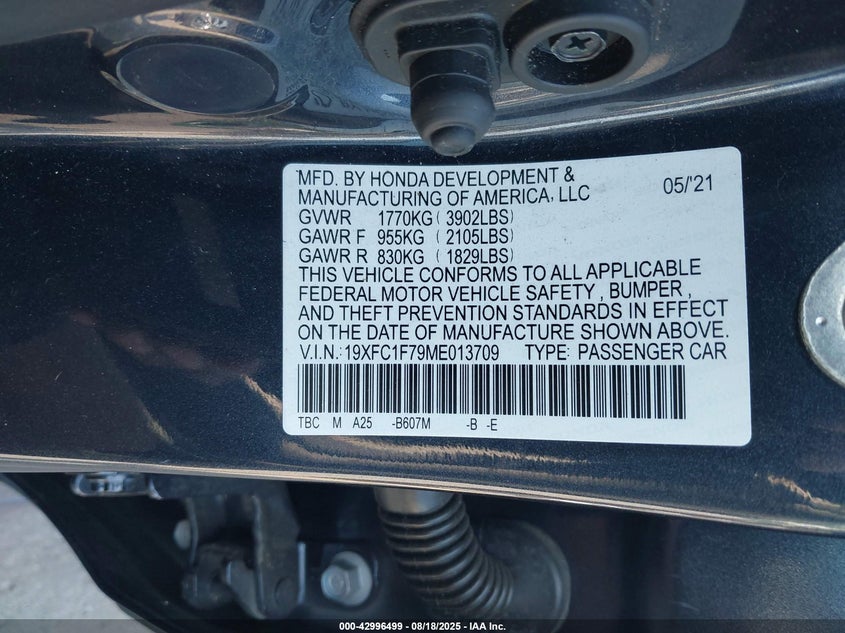 MFD. BY HONDA DEVELOPMENT &
MANUFACTURING OF AMERICA, LLC 05/'21
GVWR 1770KG ( 3902LBS)
GAWR F 955KG ( 2105LBS)
GAWR R 830KG ( 1829LBS)
THIS VEHICLE CONFORMS TO ALL APPLICABLE
FEDERAL MOTOR VEHICLE SAFETY , BUMPER ,
AND THEFT PREVENTION STANDARDS IN EFFECT
ON THE DATE OF MANUFACTURE SHOWN ABOVE.
V.I.N.:19XFC1F79ME013709 TYPE: PASSENGER CAR
TBC M A25 -B607M -B -E
000-42996499 - 08/18/2025 - IAA Inc.